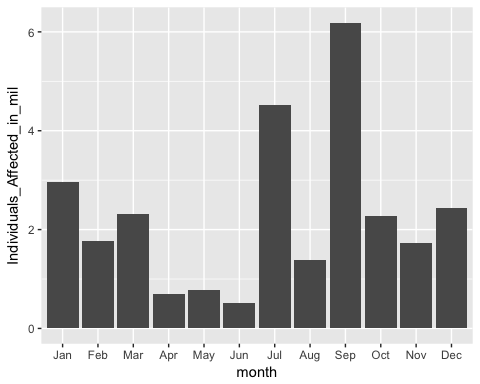 Individuals_Affected_in_mil
6
4
2
0
Jan Feb Mar Apr May Jun Jul Aug Sep Oct Nov Dec
month